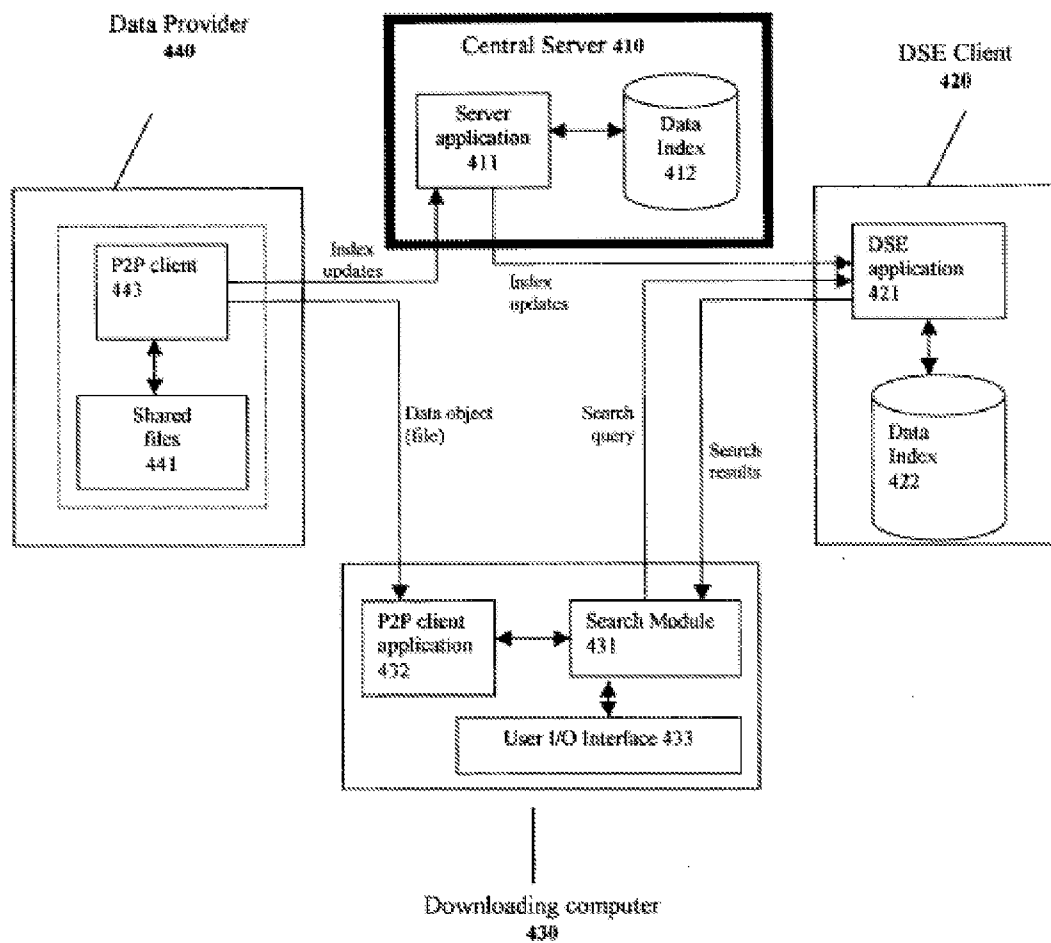 Data Provider
440
Central Server 410
DSE Client
420
Server
application
411
Data
Index
412
P2P client
443
Index
updates
Index
updates
DSE
application
421
Shared
files
441
Data object
(file)
Search
query
Search
results
Data
Index
422
P2P client
application
432
Search Module
431
User I/O Interface 433
Downloading computer
430